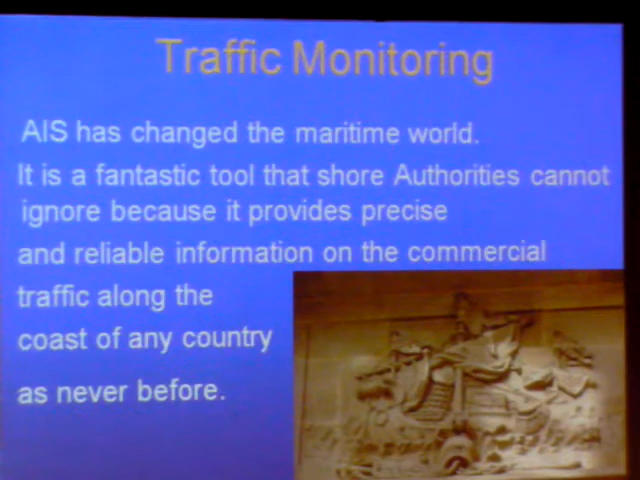 Traffic Monitoring
AIS has changed the maritime world.
It is a fantastic tool that shore Authorities cannot
ignore because it provides precise
and reliable information on the commercial
traffic along the
coast of any country
as never before.